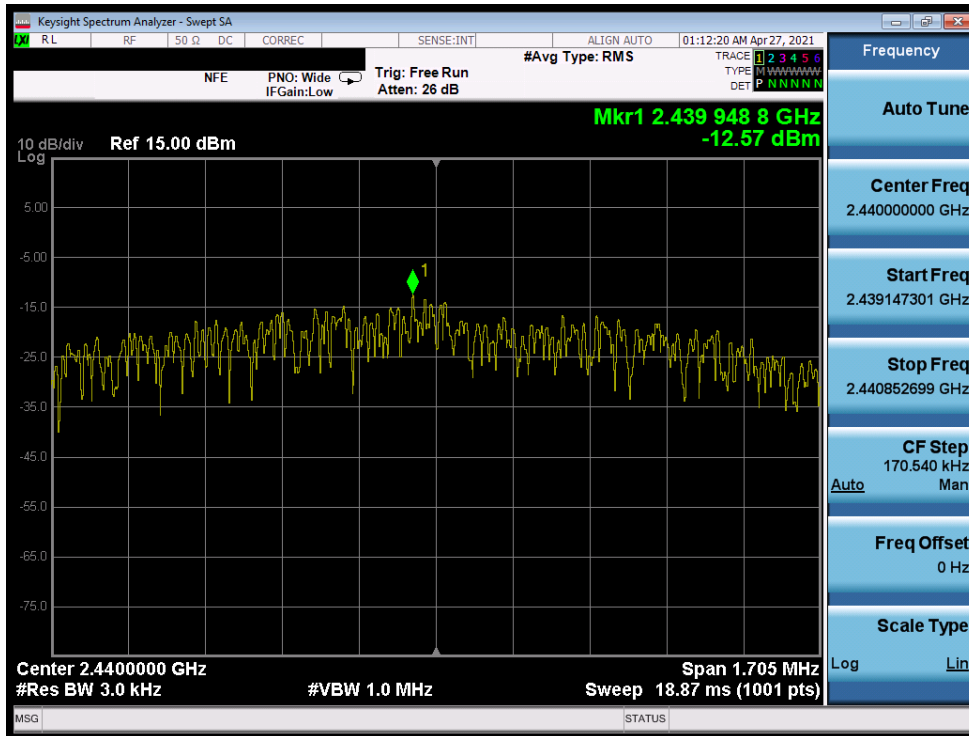 Keysight Spectrum Analyzer - Swept SA
LXI RL RF 50 Ω DC CORREC SENSE:INT ALIGN AUTO 01:12:20 AM Apr 27, 2021
NFE PNO: Wide Trig: Free Run #Avg Type: RMS TRACE 1 2 3 4 5 6
IFGain:Low Atten: 26 dB TYPE M WWWWW
DET P N N N N N
Mkr1 2.439 948 8 GHz
-12.57 dBm
10 dB/div Ref 15.00 dBm
Log
1
5.00
-5.00
-15.0
-25.0
-35.0
-45.0
-55.0
-65.0
-75.0
Center 2.4400000 GHz Span 1.705 MHz
#Res BW 3.0 kHz #VBW 1.0 MHz Sweep 18.87 ms (1001 pts)
MSG STATUS
Frequency
Auto Tune
Center Freq
2.440000000 GHz
Start Freq
2.439147301 GHz
Stop Freq
2.440852699 GHz
CF Step
170.540 kHz
Auto Man
Freq Offset
0 Hz
Scale Type
Log Lin